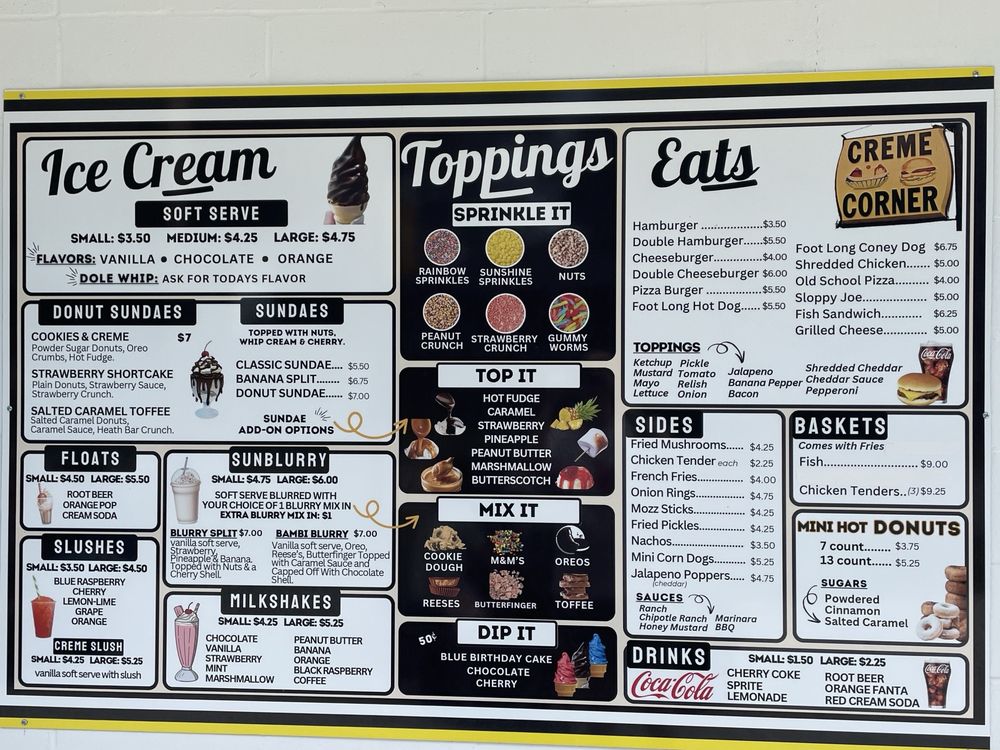 Ice Cream
SOFT SERVE
SMALL: $3.50 MEDIUM: $4.25 LARGE: $4.75
FLAVORS: VANILLA • CHOCOLATE • ORANGE
DOLE WHIP: ASK FOR TODAYS FLAVOR
DONUT SUNDAES
COOKIES & CREME $7
Powder Sugar Donuts, Oreo
Crumbs, Hot Fudge.
STRAWBERRY SHORTCAKE
Plain Donuts, Strawberry Sauce,
Strawberry Crunch.
SALTED CARAMEL TOFFEE
Salted Caramel Donuts,
Caramel Sauce, Heath Bar Crunch.
SUNDAES
TOPPED WITH NUTS,
WHIP CREAM & CHERRY.
CLASSIC SUNDAE.... $5.50
BANANA SPLIT........ $6.75
DONUT SUNDAE..... $7.00
SUNDAE
ADD-ON OPTIONS
FLOATS
SMALL: $4.50 LARGE: $5.50
ROOT BEER
ORANGE POP
CREAM SODA
SLUSHES
SMALL: $3.50 LARGE: $4.50
BLUE RASPBERRY
CHERRY
LEMON-LIME
GRAPE
ORANGE
CREME SLUSH
SMALL: $4.25 LARGE: $5.25
vanilla soft serve with slush
SUNBLURRY
SMALL: $4.75 LARGE: $6.00
SOFT SERVE BLURRED WITH
YOUR CHOICE OF 1 BLURRY MIX IN
EXTRA BLURRY MIX IN: $1
BLURRY SPLIT $7.00
vanilla soft serve,
Strawberry,
Pineapple & Banana.
Topped with Nuts & a
Cherry Shell.
BAMBI BLURRY $7.00
Vanilla soft serve, Oreo,
Reese's, Butterfinger Topped
with Caramel Sauce and
Capped Off With Chocolate
Shell.
MILKSHAKES
SMALL: $4.25 LARGE: $5.25
CHOCOLATE
VANILLA
STRAWBERRY
MINT
MARSHMALLOW
PEANUT BUTTER
BANANA
ORANGE
BLACK RASPBERRY
COFFEE
Toppings
SPRINKLE IT
RAINBOW SPRINKLES
SUNSHINE SPRINKLES
NUTS
PEANUT CRUNCH
STRAWBERRY CRUNCH
GUMMY WORMS
TOP IT
HOT FUDGE
CARAMEL
STRAWBERRY
PINEAPPLE
PEANUT BUTTER
MARSHMALLOW
BUTTERSCOTCH
MIX IT
COOKIE DOUGH
M&M'S
OREOS
REESES
BUTTERFINGER
TOFFEE
DIP IT
50¢
BLUE BIRTHDAY CAKE
CHOCOLATE
CHERRY
Eats
CREME
CORNER
Hamburger ..............$3.50
Double Hamburger.....$5.50
Cheeseburger...........$4.00
Double Cheeseburger $6.00
Pizza Burger ............$5.50
Foot Long Hot Dog.....$5.50
Foot Long Coney Dog $6.75
Shredded Chicken...... $5.00
Old School Pizza........ $4.00
Sloppy Joe............... $5.00
Fish Sandwich........... $6.25
Grilled Cheese.......... $5.00
TOPPINGS
Ketchup
Mustard
Mayo
Lettuce
Pickle
Tomato
Relish
Onion
Jalapeno
Banana Pepper
Bacon
Shredded Cheddar
Cheddar Sauce
Pepperoni
Coca-Cola
SIDES
Fried Mushrooms..... $4.25
Chicken Tender each $2.25
French Fries............ $4.00
Onion Rings............. $4.75
Mozz Sticks............. $4.25
Fried Pickles............ $4.25
Nachos................... $3.50
Mini Corn Dogs........ $5.25
Jalapeno Poppers..... $4.75
(cheddar)
SAUCES
Ranch
Chipotle Ranch Marinara
Honey Mustard BBQ
BASKETS
Comes with Fries
Fish........................$9.00
Chicken Tenders..(3) $9.25
MINI HOT DONUTS
7 count....... $3.75
13 count...... $5.25
SUGARS
Powdered
Cinnamon
Salted Caramel
DRINKS
SMALL: $1.50 LARGE: $2.25
Coca-Cola
CHERRY COKE
SPRITE
LEMONADE
ROOT BEER
ORANGE FANTA
RED CREAM SODA
Coca-Cola